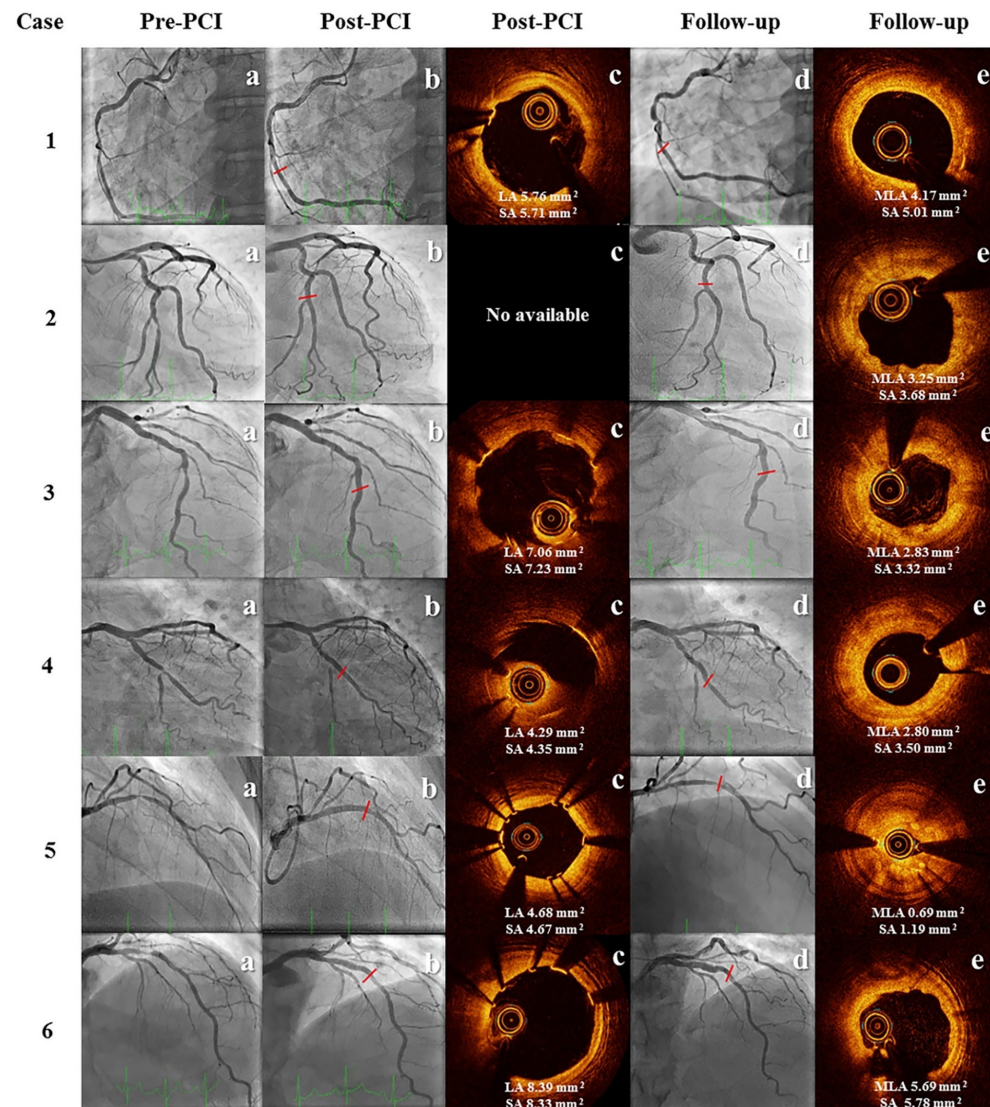 Case Pre-PCI Post-PCI Post-PCI Follow-up Follow-up
1 a b c d e
LA 5.76 mm² MLA 4.17 mm²
SA 5.71 mm² SA 5.01 mm²
2 a b c d e
No available
MLA 3.25 mm²
SA 3.68 mm²
3 a b c d e
LA 7.06 mm² MLA 2.83 mm²
SA 7.23 mm² SA 3.32 mm²
4 a b c d e
LA 4.29 mm² MLA 2.80 mm²
SA 4.35 mm² SA 3.50 mm²
5 a b c d e
LA 4.68 mm² MLA 0.69 mm²
SA 4.67 mm² SA 1.19 mm²
6 a b c d e
LA 8.39 mm² MLA 5.69 mm²
SA 8.33 mm² SA 5.78 mm²